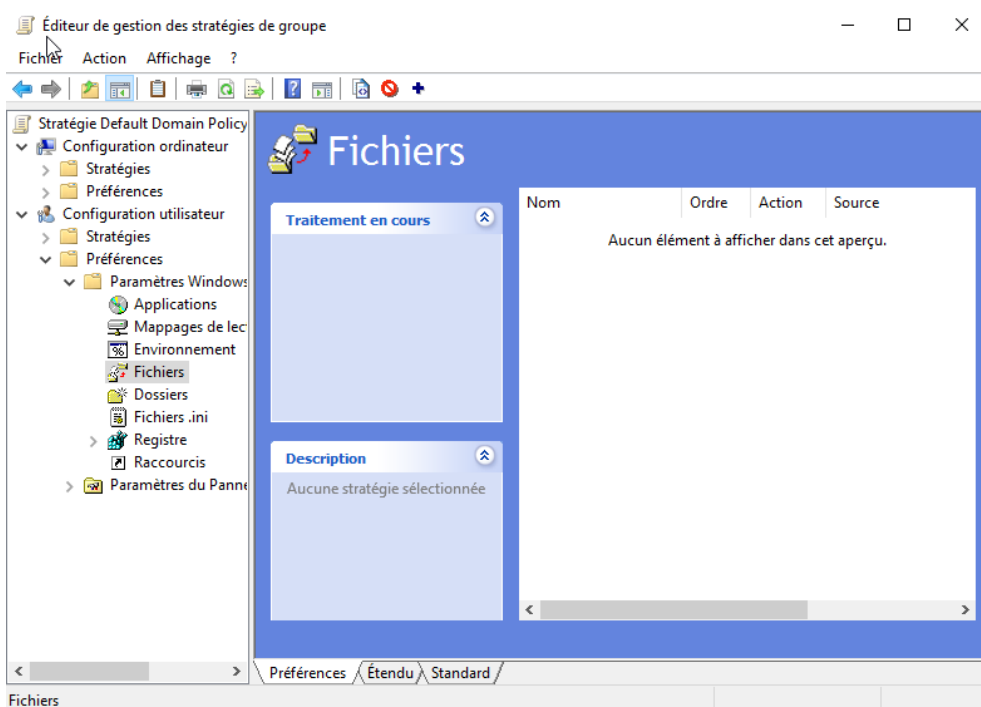 Éditeur de gestion des stratégies de groupe
Fichier Action Affichage ?
Stratégie Default Domain Policy
Configuration ordinateur
Stratégies
Préférences
Configuration utilisateur
Stratégies
Préférences
Paramètres Windows
Applications
Mappages de lec
Environnement
Fichiers
Dossiers
Fichiers .ini
Registre
Raccourcis
Paramètres du Panne
Fichiers
Traitement en cours
Description
Aucune stratégie sélectionnée
Nom Ordre Action Source
Aucun élément à afficher dans cet aperçu.
Préférences Étendu Standard
Fichiers